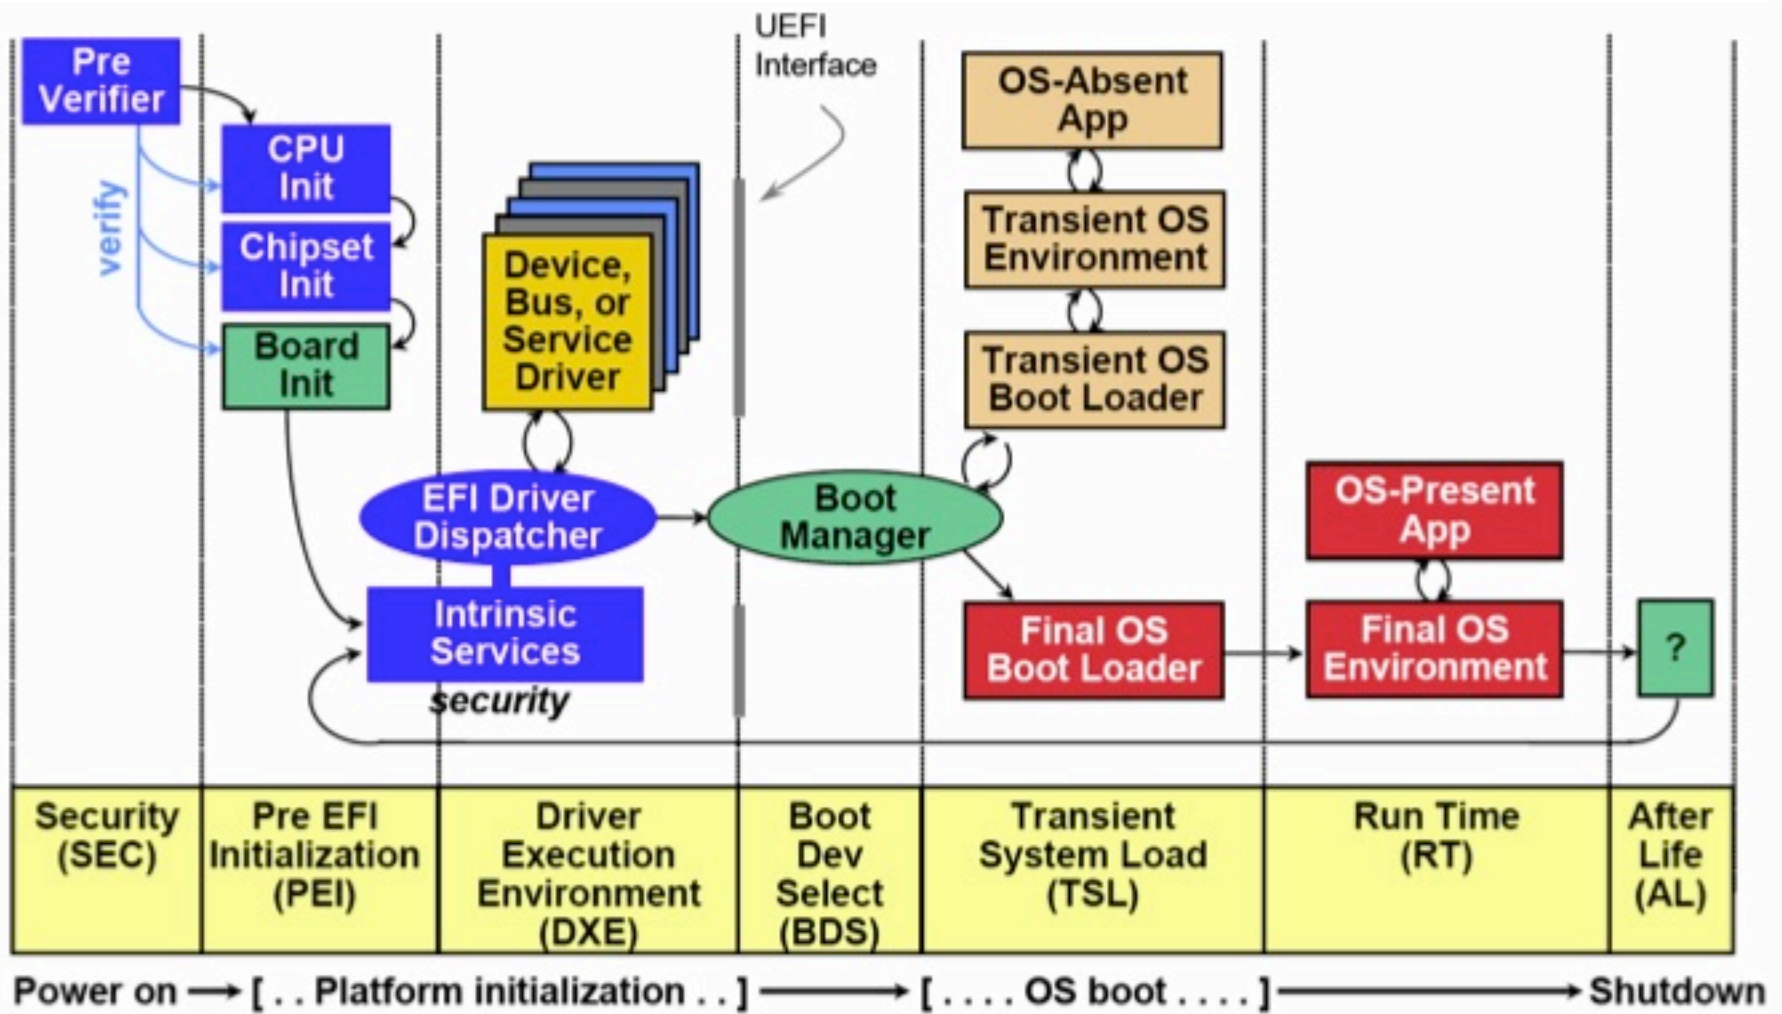 UEFI
Interface
Pre
Verifier
verify
CPU
Init
Chipset
Init
Board
Init
Device,
Bus, or
Service
Driver
EFI Driver
Dispatcher
Intrinsic
Services
security
Boot
Manager
OS-Absent
App
Transient OS
Environment
Transient OS
Boot Loader
Final OS
Boot Loader
OS-Present
App
Final OS
Environment
?
Security
(SEC)
Pre EFI
Initialization
(PEI)
Driver
Execution
Environment
(DXE)
Boot
Dev
Select
(BDS)
Transient
System Load
(TSL)
Run Time
(RT)
After
Life
(AL)
Power on [ . . Platform initialization . . ] [ . . . . OS boot . . . . ] Shutdown